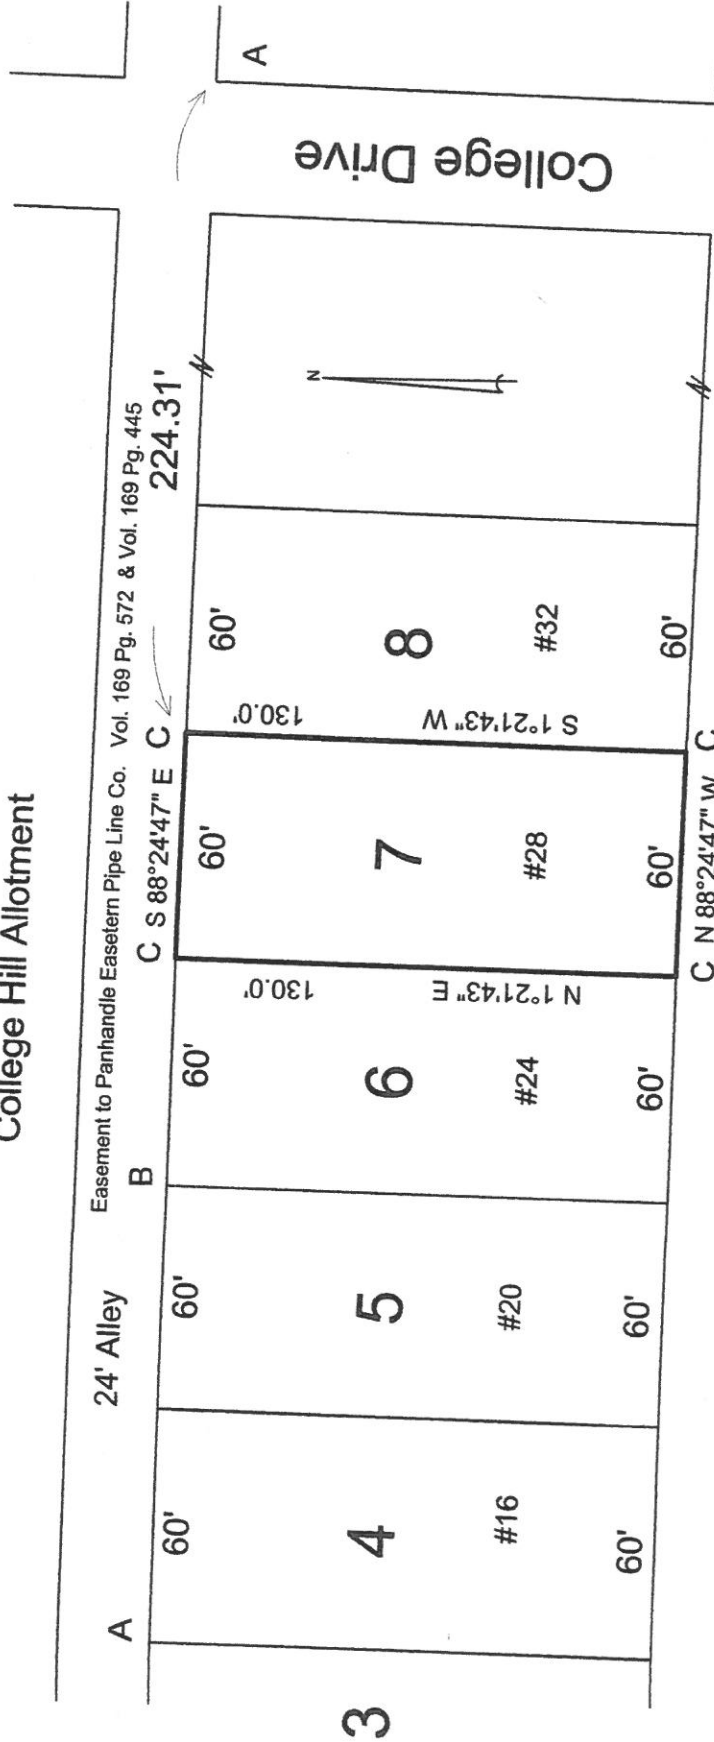 College Hill Allotment
24' Alley
Easement to Panhandle Easetern Pipe Line Co. Vol. 169 Pg. 572 & Vol. 169 Pg. 445
A
B
C S 88°24'47" E C
224.31'
A
College Drive
N
3
60'
4
#16
60'
60'
5
#20
60'
60'
6
#24
60'
130.0'
N 1°21'43" E
60'
7
#28
60'
130.0'
S 1°21'43" W
60'
8
#32
60'
C N 88°24'47" W C